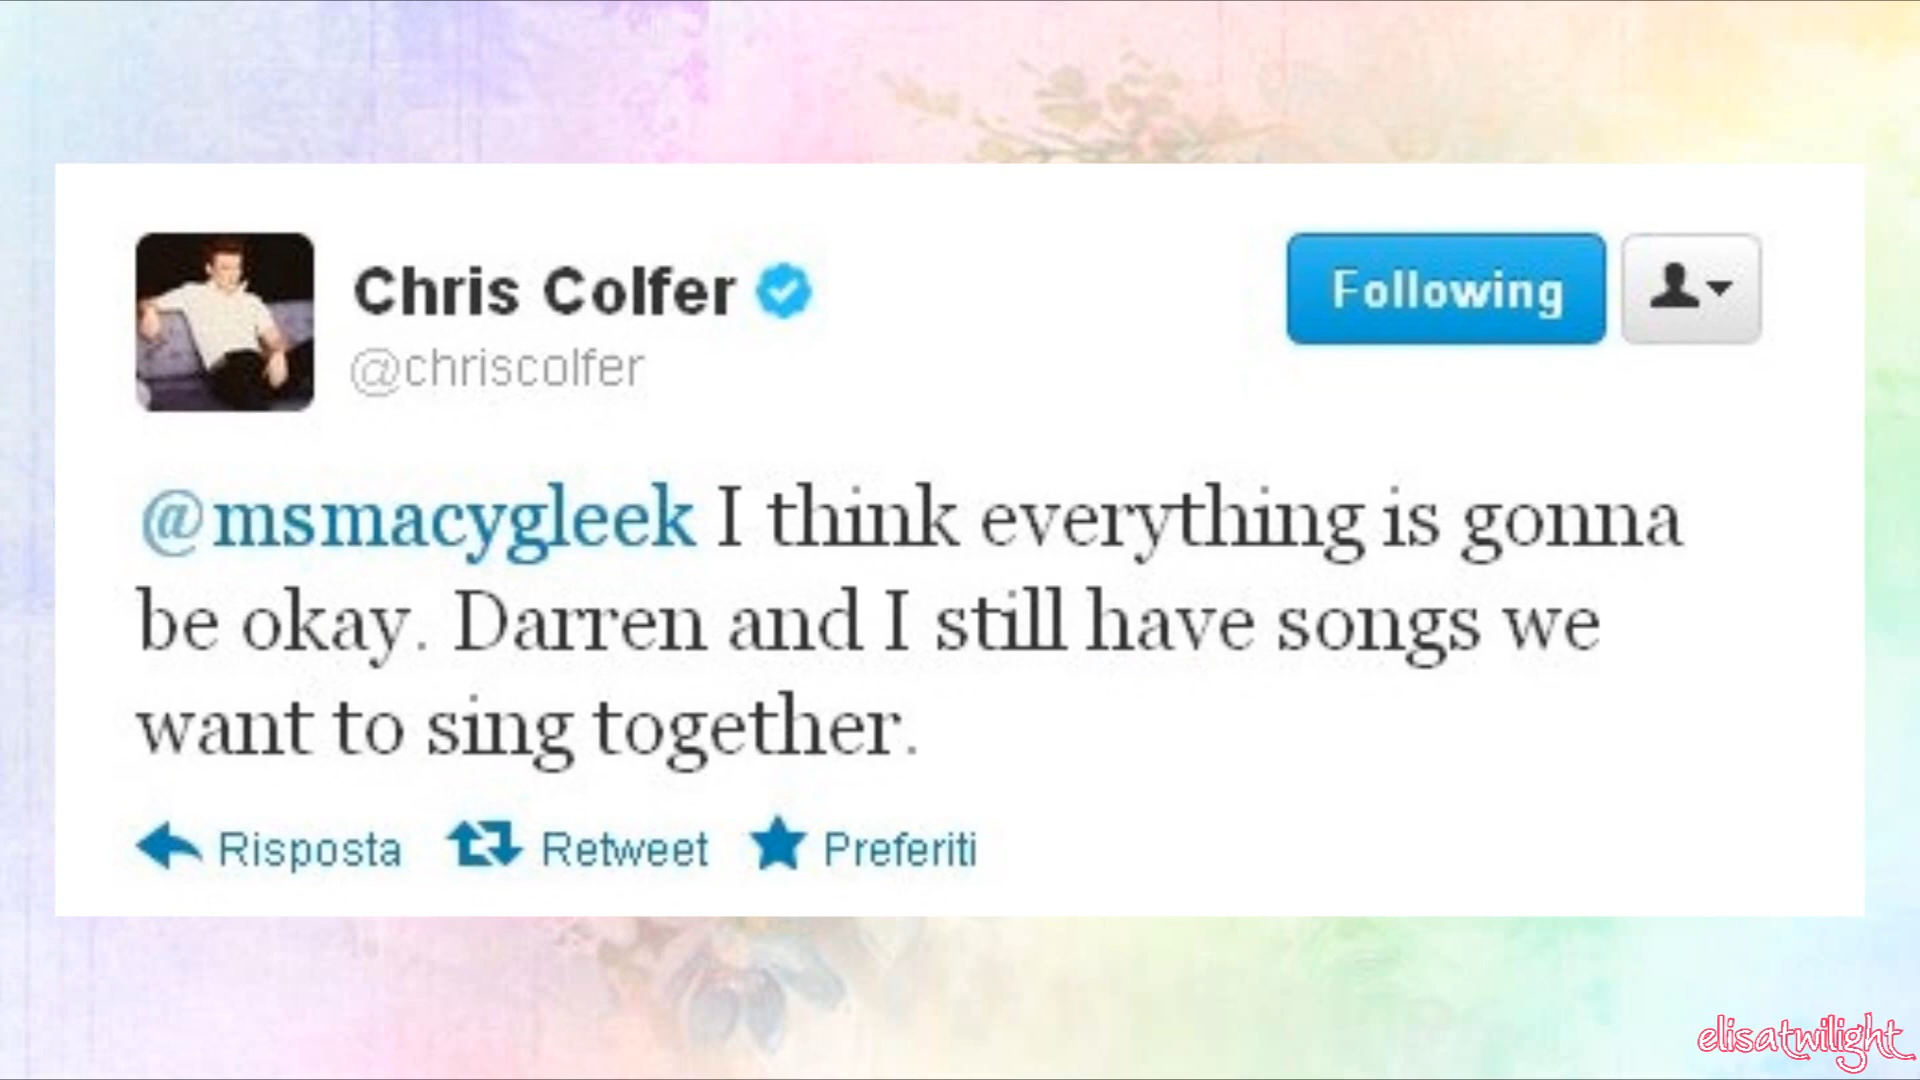 Chris Colfer
@chriscolfer
Following
@msmacygleek I think everything is gonna
be okay. Darren and I still have songs we
want to sing together.
Risposta Retweet Preferiti
elisatwilight